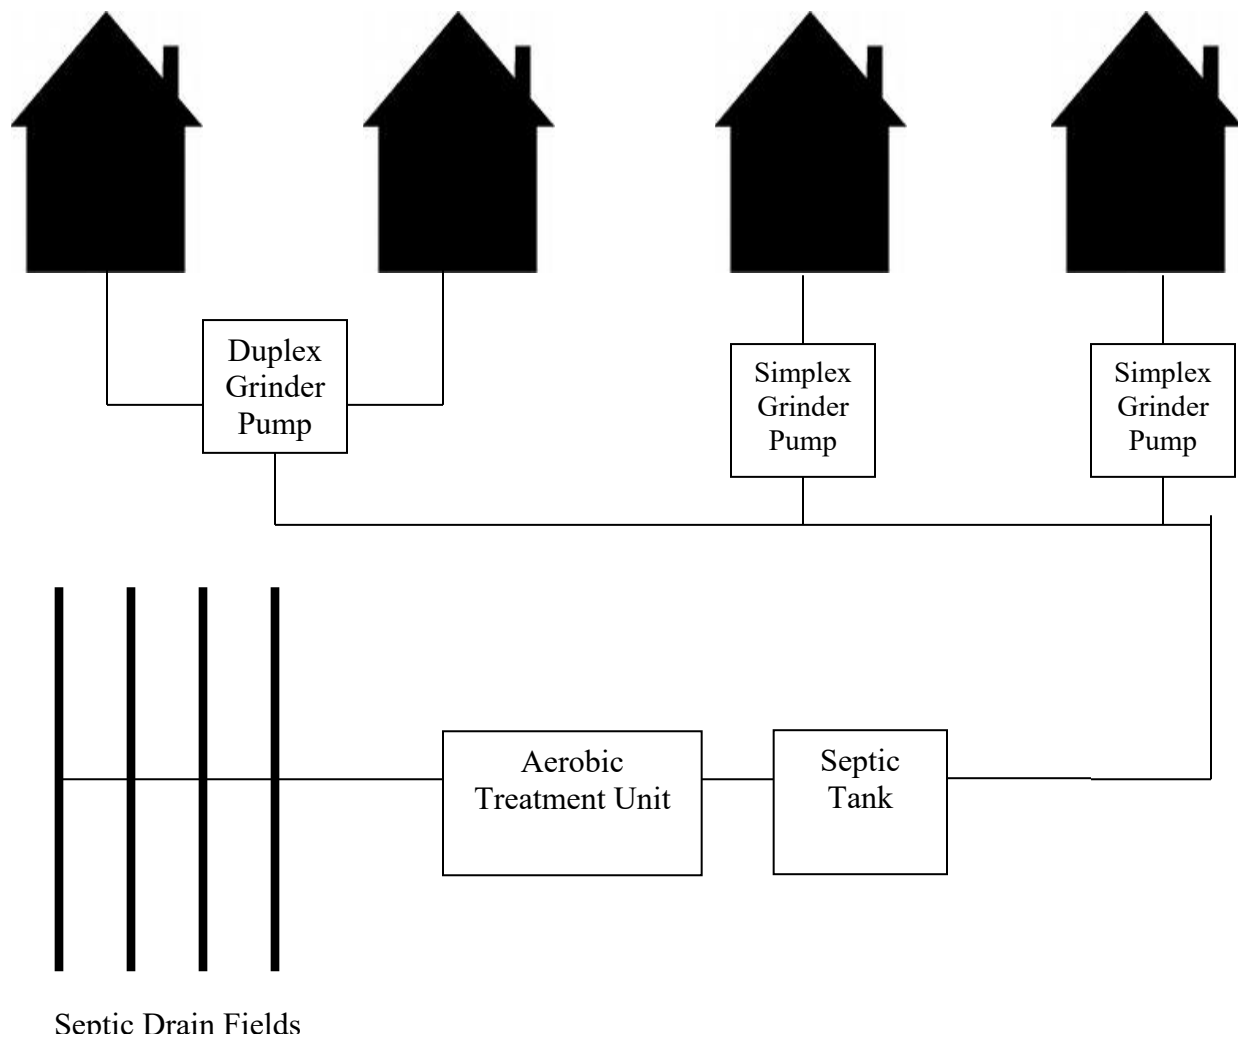 Duplex
Grinder
Pump
Simplex
Grinder
Pump
Simplex
Grinder
Pump
Aerobic
Treatment Unit
Septic
Tank
Septic Drain Fields